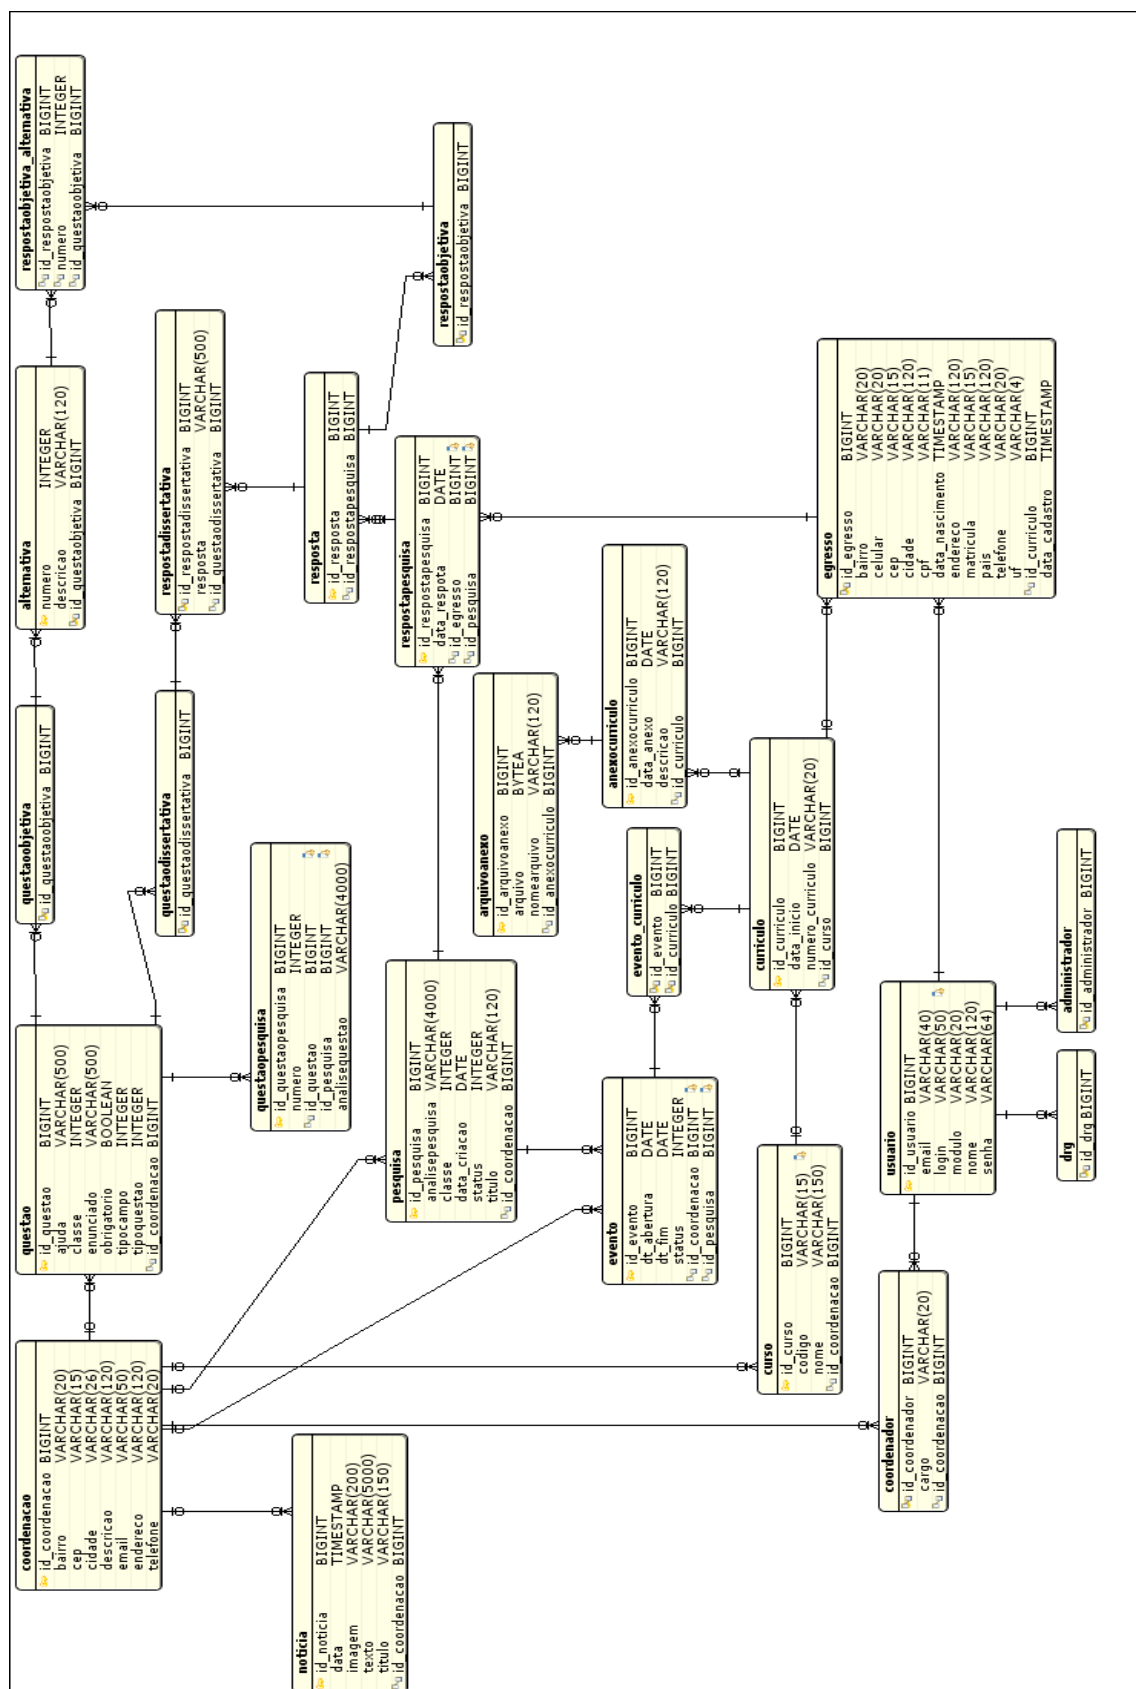 coordenacao
id_coordenacao BIGINT
bairro VARCHAR(20)
cep VARCHAR(15)
cidade VARCHAR(26)
descricao VARCHAR(120)
email VARCHAR(50)
endereco VARCHAR(120)
telefone VARCHAR(20)
questao
id_questao BIGINT
ajuda VARCHAR(500)
classe INTEGER
enunciado VARCHAR(500)
obrigatorio BOOLEAN
tipocampo INTEGER
tipoquestao INTEGER
id_coordenacao BIGINT
questaoobjetiva
id_questaoobjetiva BIGINT
alternativa
numero INTEGER
descricao VARCHAR(120)
id_questaoobjetiva BIGINT
respostaobjetiva_alternativa
id_respostaobjetiva BIGINT
numero INTEGER
id_questaoobjetiva BIGINT
questaodissertativa
id_questaodissertativa BIGINT
respostadissertativa
id_respostadissertativa BIGINT
resposta VARCHAR(500)
id_questaodissertativa BIGINT
questaopesquisa
id_questaopesquisa BIGINT
numero INTEGER
id_questao BIGINT
id_pesquisa BIGINT
analisequestao VARCHAR(4000)
noticia
id_noticia BIGINT
data TIMESTAMP
imagem VARCHAR(200)
texto VARCHAR(5000)
titulo VARCHAR(150)
id_coordenacao BIGINT
resposta
id_resposta BIGINT
id_respostapesquisa BIGINT
pesquisa
id_pesquisa BIGINT
analisepesquisa VARCHAR(4000)
classe INTEGER
data_criacao DATE
status INTEGER
titulo VARCHAR(120)
id_coordenacao BIGINT
respostapesquisa
id_respostapesquisa BIGINT
data_respota DATE
id_egresso BIGINT
id_pesquisa BIGINT
respostaobjetiva
id_respostaobjetiva BIGINT
arquivoanexo
id_arquivoanexo BIGINT
arquivo BYTEA
nomearquivo VARCHAR(120)
id_anexocurriculo BIGINT
evento
id_evento BIGINT
dt_abertura DATE
dt_fim DATE
status INTEGER
id_coordenacao BIGINT
id_pesquisa BIGINT
evento_curriculo
id_evento BIGINT
id_curriculo BIGINT
anexocurriculo
id_anexocurriculo BIGINT
data_anexo DATE
descricao VARCHAR(120)
id_curriculo BIGINT
curso
id_curso BIGINT
codigo VARCHAR(15)
nome VARCHAR(150)
id_coordenacao BIGINT
curriculo
id_curriculo BIGINT
data_inicio DATE
numero_curriculo VARCHAR(20)
id_curso BIGINT
egresso
id_egresso BIGINT
bairro VARCHAR(20)
celular VARCHAR(20)
cep VARCHAR(15)
cidade VARCHAR(120)
cpf VARCHAR(11)
data_nascimento TIMESTAMP
endereco VARCHAR(120)
matricula VARCHAR(15)
pais VARCHAR(120)
telefone VARCHAR(20)
uf VARCHAR(4)
id_curriculo BIGINT
data_cadastro TIMESTAMP
coordenador
id_coordenador BIGINT
cargo VARCHAR(20)
id_coordenacao BIGINT
usuario
id_usuario BIGINT
email VARCHAR(40)
login VARCHAR(50)
modulo VARCHAR(20)
nome VARCHAR(120)
senha VARCHAR(64)
drg
id_drg BIGINT
administrador
id_administrador BIGINT